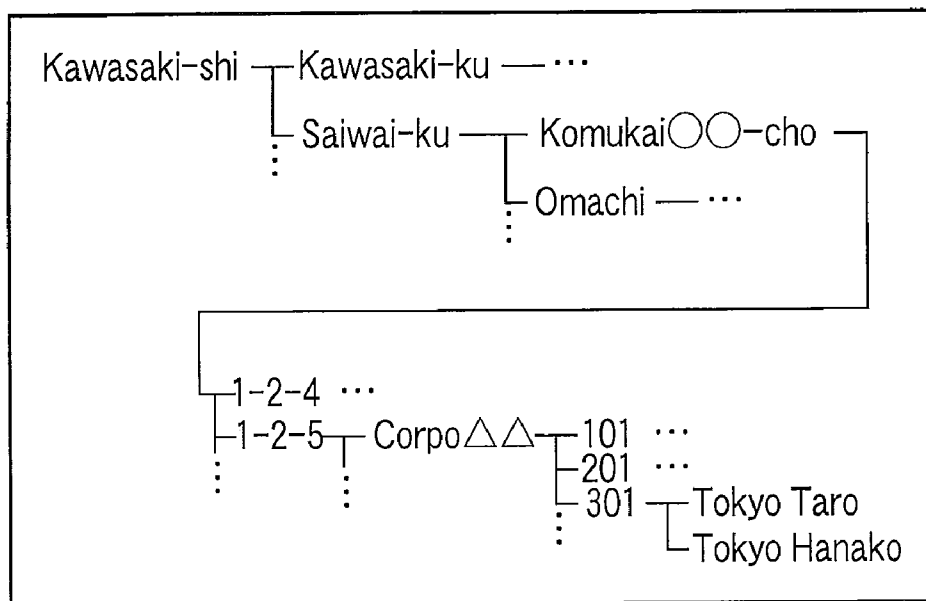 Kawasaki-shi Kawasaki-ku ...
Saiwai-ku Komukai○○-cho
Omachi ...
1-2-4 ...
1-2-5 Corpo△△ 101 ...
201 ...
301 Tokyo Taro
Tokyo Hanako